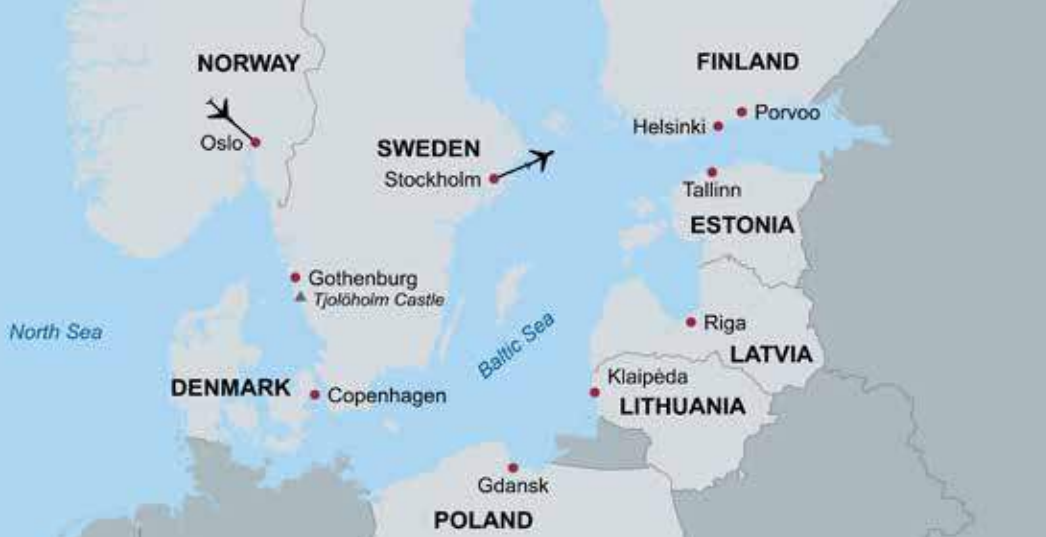 NORWAY
FINLAND
Porvoo
Helsinki
Oslo
SWEDEN
Stockholm
Tallinn
ESTONIA
Gothenburg
Tjolöholm Castle
North Sea
Baltic Sea
Riga
LATVIA
Klaipėda
DENMARK
Copenhagen
LITHUANIA
Gdansk
POLAND